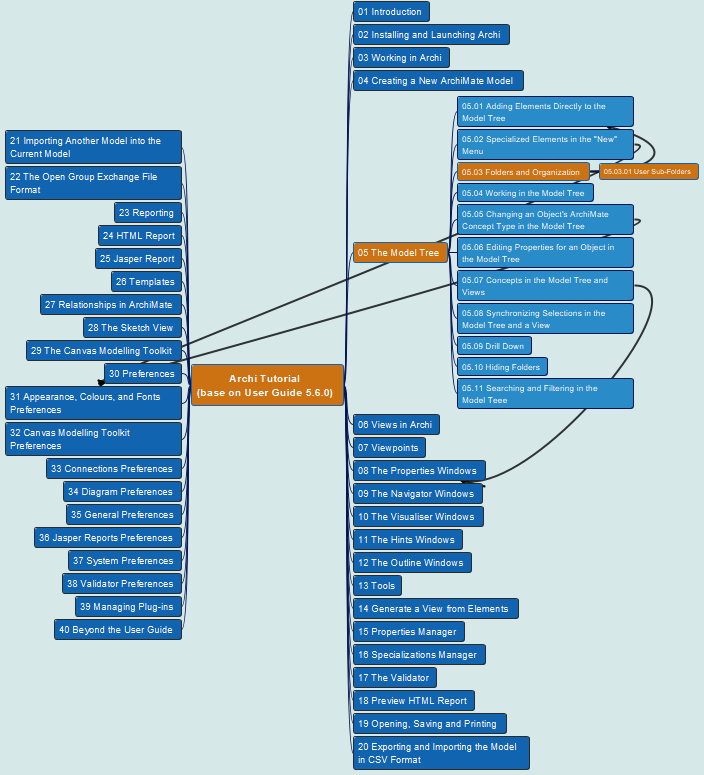 01 Introduction
02 Installing and Launching Archi
03 Working in Archi
04 Creating a New ArchiMate Model
05 The Model Tree
05.01 Adding Elements Directly to the
Model Tree
05.02 Specialized Elements in the "New"
Menu
05.03 Folders and Organization
05.03.01 User Sub-Folders
05.04 Working in the Model Tree
05.05 Changing an Object's ArchiMate
Concept Type in the Model Tree
05.06 Editing Properties for an Object in
the Model Tree
05.07 Concepts in the Model Tree and
Views
05.08 Synchronizing Selections in the
Model Tree and a View
05.09 Drill Down
05.10 Hiding Folders
05.11 Searching and Filtering in the
Model Teee
Archi Tutorial
(base on User Guide 5.6.0)
06 Views in Archi
07 Viewpoints
08 The Properties Windows
09 The Navigator Windows
10 The Visualiser Windows
11 The Hints Windows
12 The Outline Windows
13 Tools
14 Generate a View from Elements
15 Properties Manager
16 Specializations Manager
17 The Validator
18 Preview HTML Report
19 Opening, Saving and Printing
20 Exporting and Importing the Model
in CSV Format
21 Importing Another Model into the
Current Model
22 The Open Group Exchange File
Format
23 Reporting
24 HTML Report
25 Jasper Report
26 Templates
27 Relationships in ArchiMate
28 The Sketch View
29 The Canvas Modelling Toolkit
30 Preferences
31 Appearance, Colours, and Fonts
Preferences
32 Canvas Modelling Toolkit
Preferences
33 Connections Preferences
34 Diagram Preferences
35 General Preferences
36 Jasper Reports Preferences
37 System Preferences
38 Validator Preferences
39 Managing Plug-ins
40 Beyond the User Guide